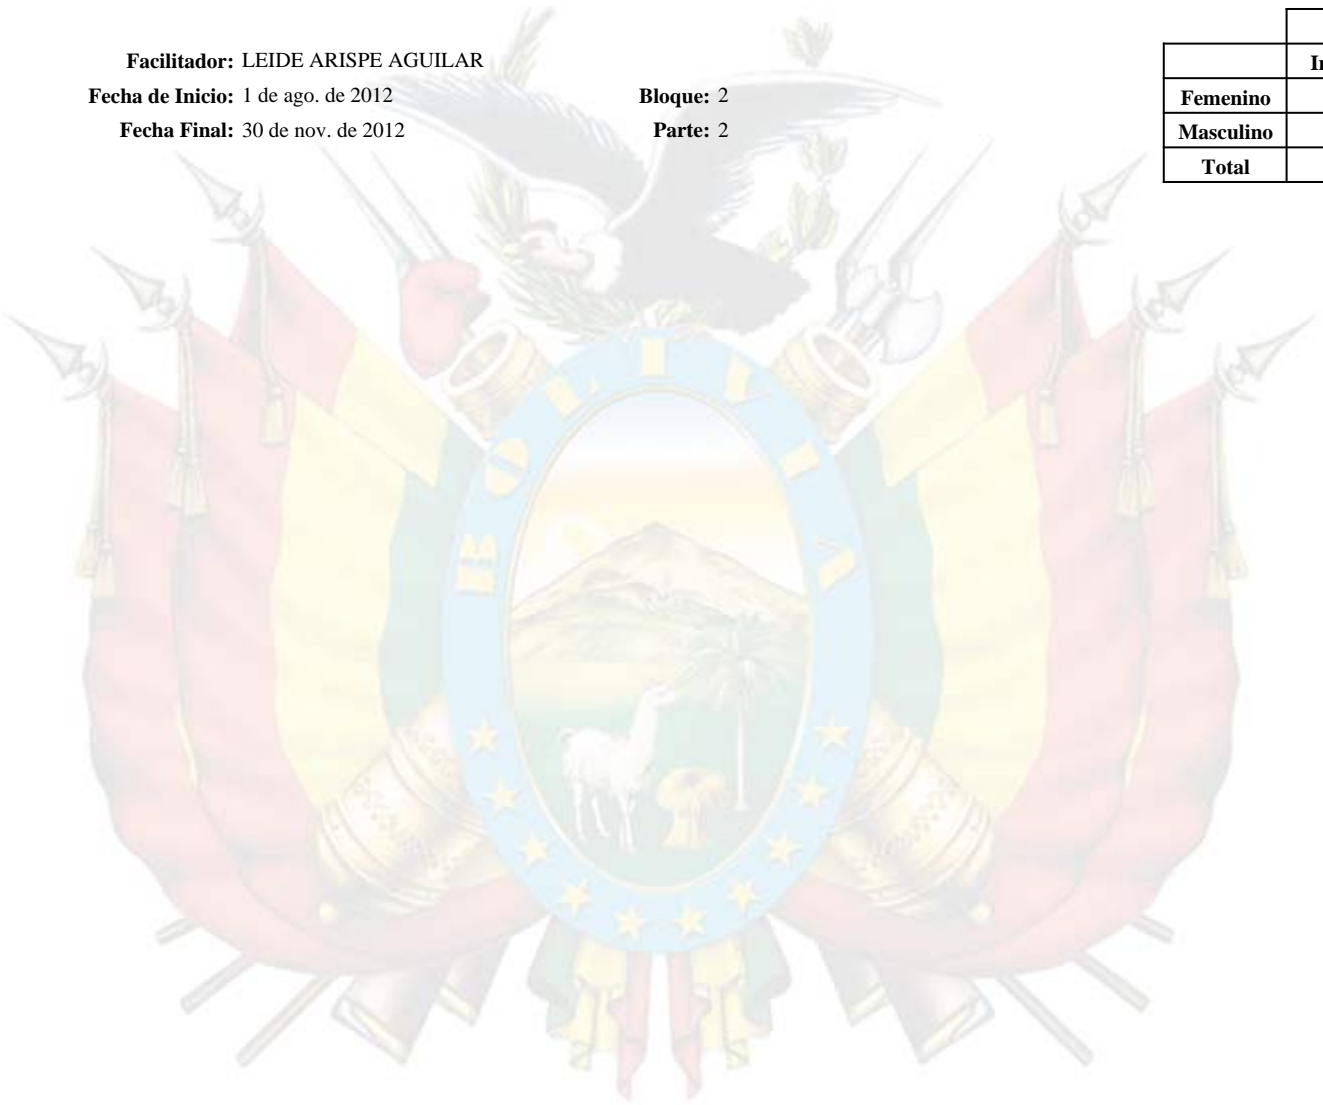 Facilitador: LEIDE ARISPE AGUILAR
Fecha de Inicio: 1 de ago. de 2012 Bloque: 2
Fecha Final: 30 de nov. de 2012 Parte: 2
Femenino
Masculino
Total
BOLIVIA